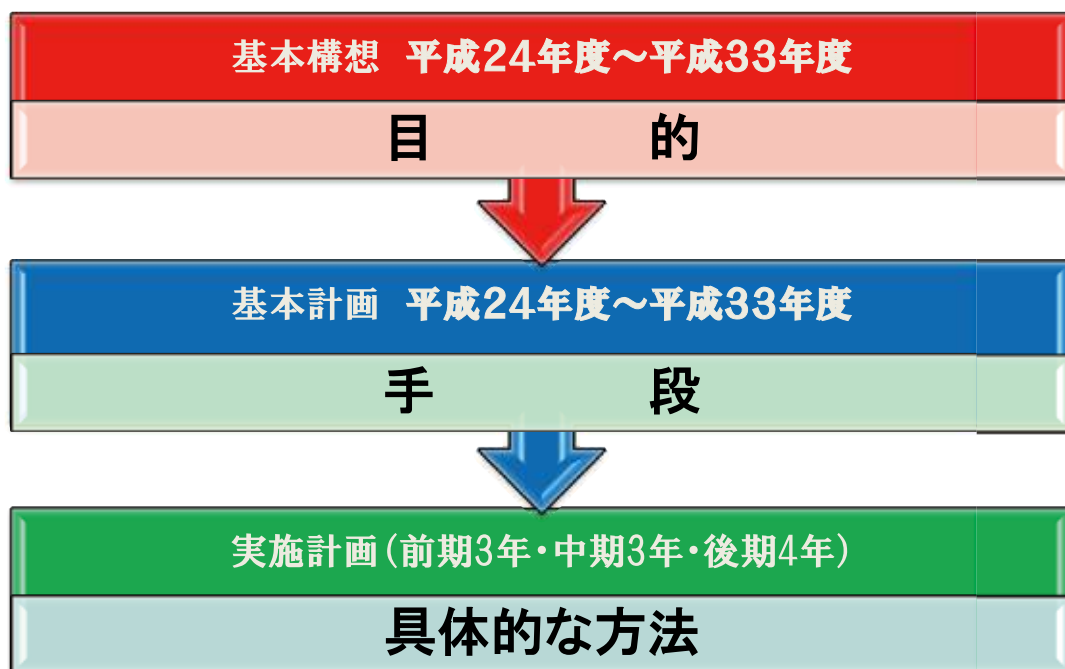 基本構想 平成24年度～平成33年度
目 的
基本計画 平成24年度～平成33年度
手 段
実施計画(前期3年・中期3年・後期4年)
具体的な方法